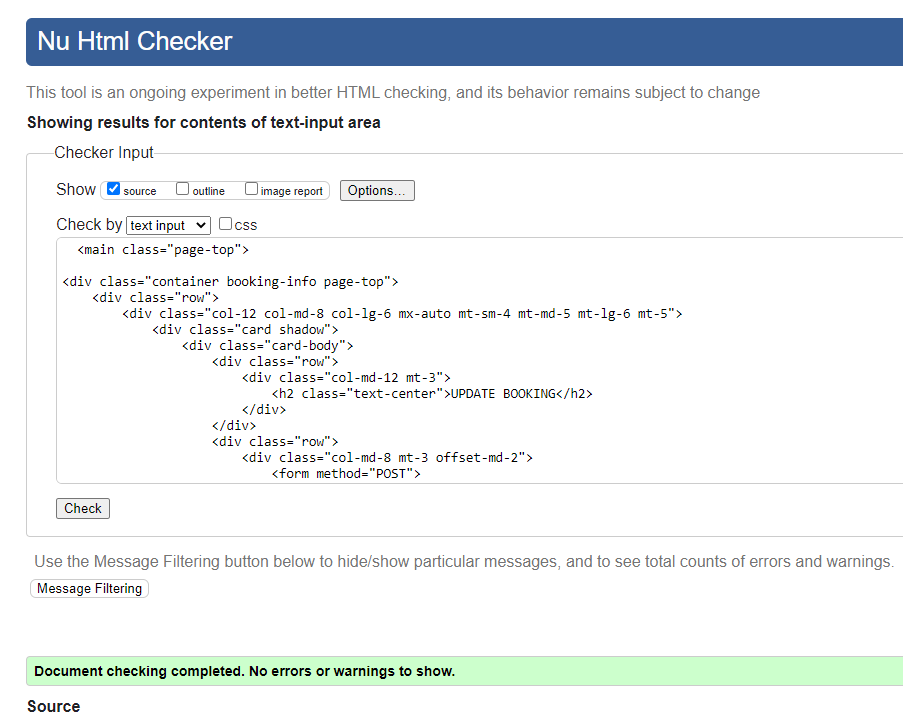 Nu Html Checker
This tool is an ongoing experiment in better HTML checking, and its behavior remains subject to change
Showing results for contents of text-input area
Checker Input
Show source outline image report Options...
Check by text input css
<main class="page-top">
<div class="container booking-info page-top">
<div class="row">
<div class="col-12 col-md-8 col-lg-6 mx-auto mt-sm-4 mt-md-5 mt-lg-6 mt-5">
<div class="card shadow">
<div class="card-body">
<div class="row">
<div class="col-md-12 mt-3">
<h2 class="text-center">UPDATE BOOKING</h2>
</div>
</div>
<div class="row">
<div class="col-md-8 mt-3 offset-md-2">
<form method="POST">
Check
Use the Message Filtering button below to hide/show particular messages, and to see total counts of errors and warnings.
Message Filtering
Document checking completed. No errors or warnings to show.
Source